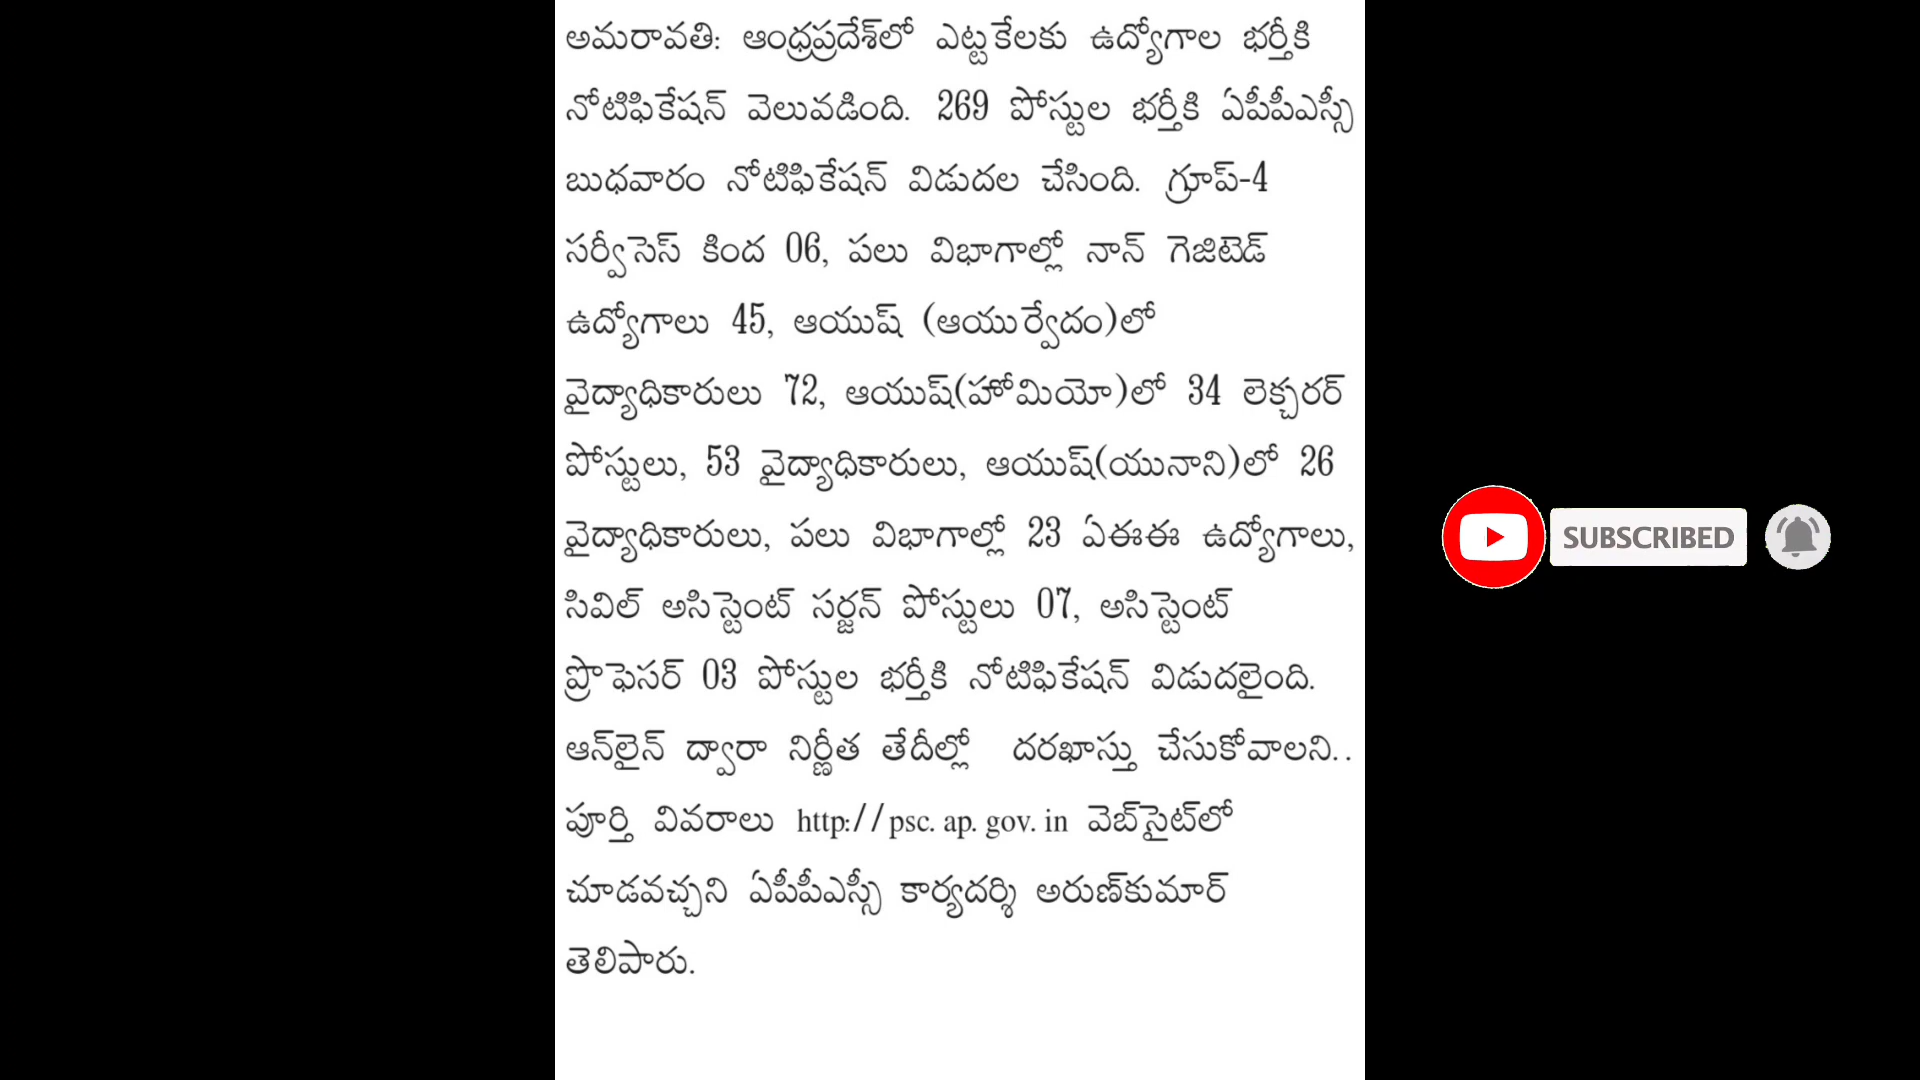 అమరావతి: ఆంధ్రప్రదేశ్‌లో ఎట్టకేలకు ఉద్యోగాల భర్తీకి
నోటిఫికేషన్ వెలువడింది. 269 పోస్టుల భర్తీకి ఏపీపీఎస్సీ
బుధవారం నోటిఫికేషన్ విడుదల చేసింది. గ్రూప్-4
సర్వీసెస్ కింద 06, పలు విభాగాల్లో నాన్ గెజిటెడ్
ఉద్యోగాలు 45, ఆయుష్ (ఆయుర్వేదం)లో
వైద్యాధికారులు 72, ఆయుష్(హోమియో)లో 34 లెక్చరర్
పోస్టులు, 53 వైద్యాధికారులు, ఆయుష్(యునాని)లో 26
వైద్యాధికారులు, పలు విభాగాల్లో 23 ఏఈఈ ఉద్యోగాలు,
సివిల్ అసిస్టెంట్ సర్జన్ పోస్టులు 07, అసిస్టెంట్
ప్రొఫెసర్ 03 పోస్టుల భర్తీకి నోటిఫికేషన్ విడుదలైంది.
ఆన్‌లైన్ ద్వారా నిర్ణీత తేదీల్లో దరఖాస్తు చేసుకోవాలని..
పూర్తి వివరాలు http://psc. ap. gov. in వెబ్‌సైట్‌లో
చూడవచ్చని ఏపీపీఎస్సీ కార్యదర్శి అరుణ్‌కుమార్
తెలిపారు.
SUBSCRIBED